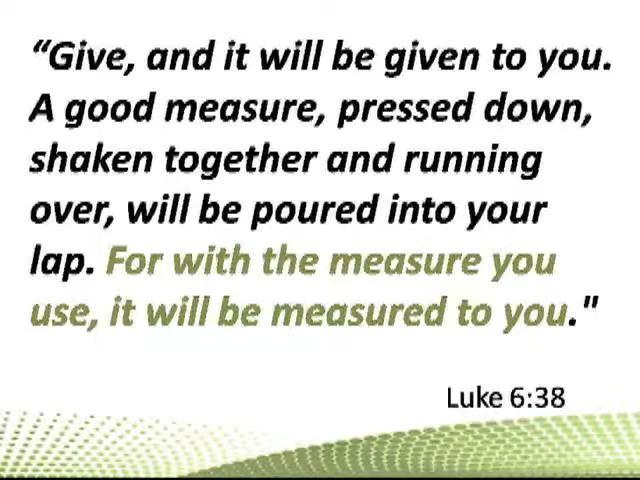 “Give, and it will be given to you.
A good measure, pressed down,
shaken together and running
over, will be poured into your
lap. For with the measure you
use, it will be measured to you."
Luke 6:38